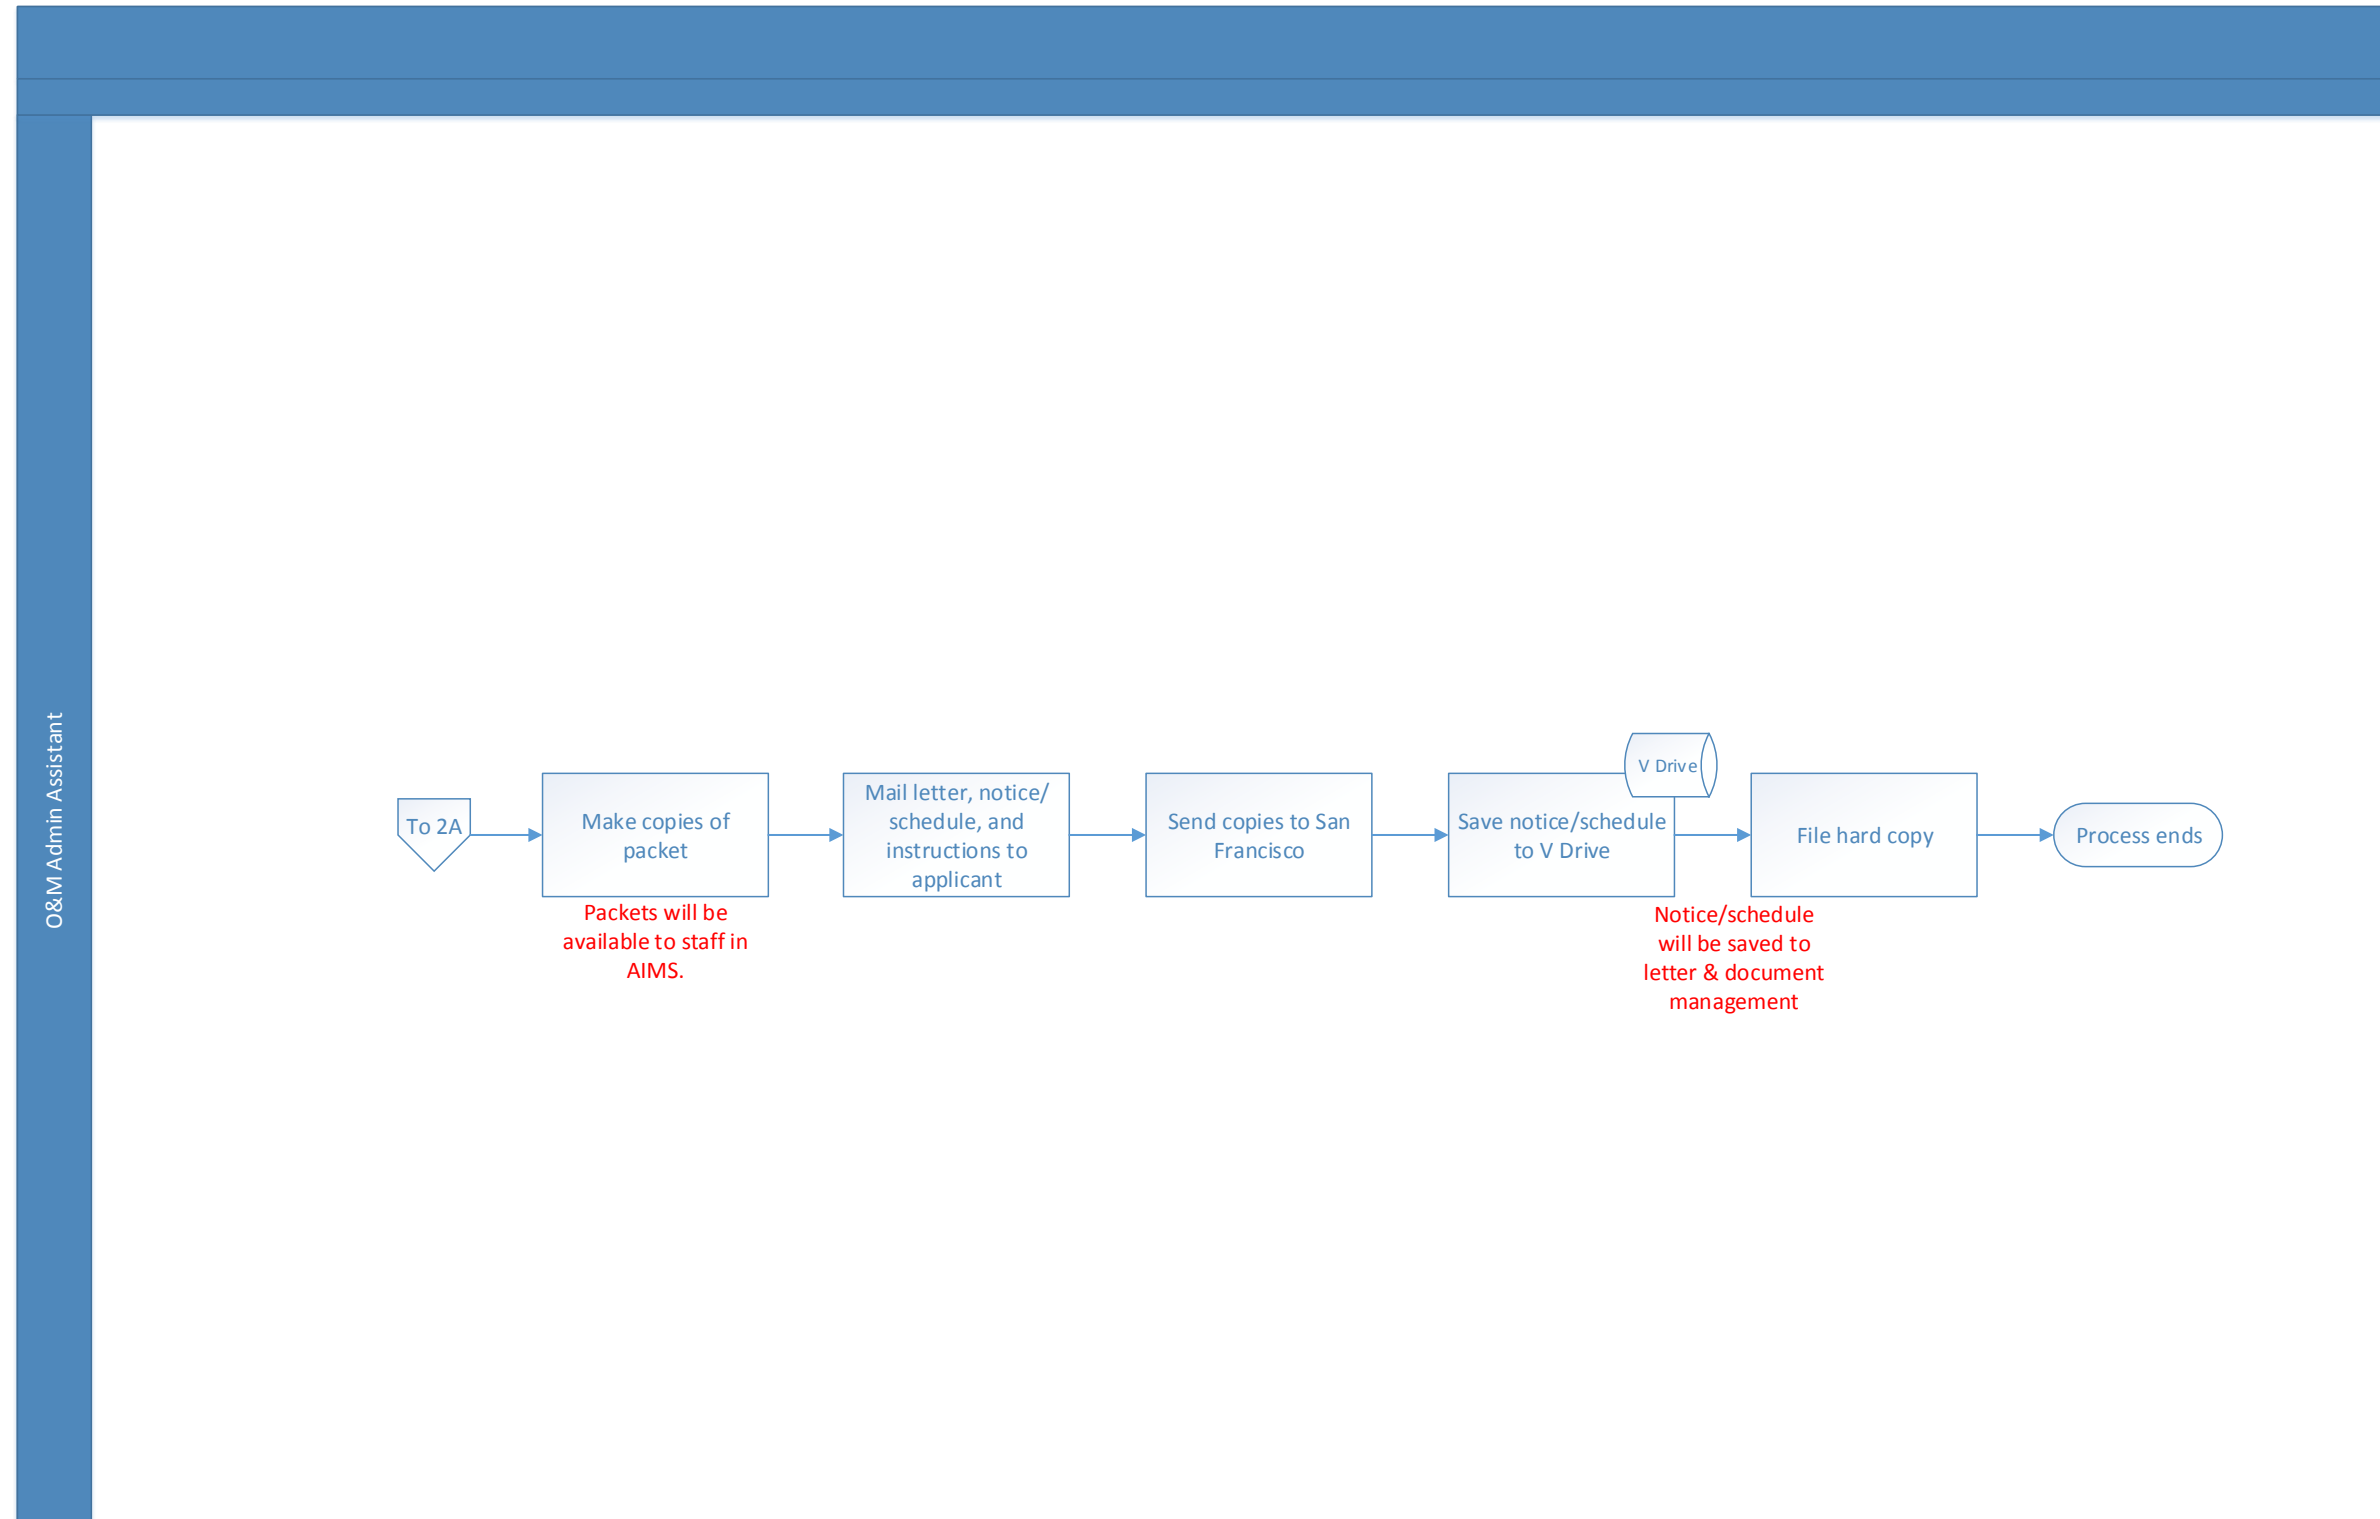 O&M Admin Assistant
To 2A
Make copies of
packet
Packets will be
available to staff in
AIMS.
Mail letter, notice/
schedule, and
instructions to
applicant
Send copies to San
Francisco
Save notice/schedule
to V Drive
V Drive
Notice/schedule
will be saved to
letter & document
management
File hard copy
Process ends